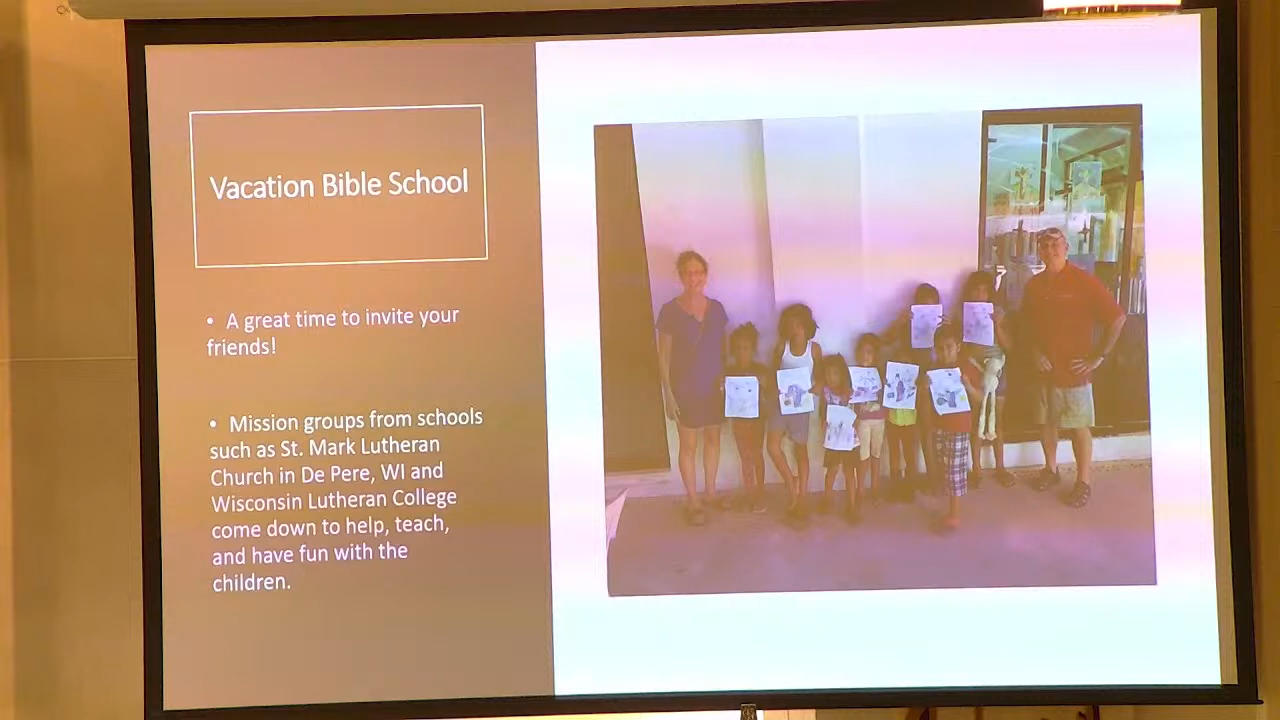 Vacation Bible School
• A great time to invite your
friends!
• Mission groups from schools
such as St. Mark Lutheran
Church in De Pere, WI and
Wisconsin Lutheran College
come down to help, teach,
and have fun with the
children.